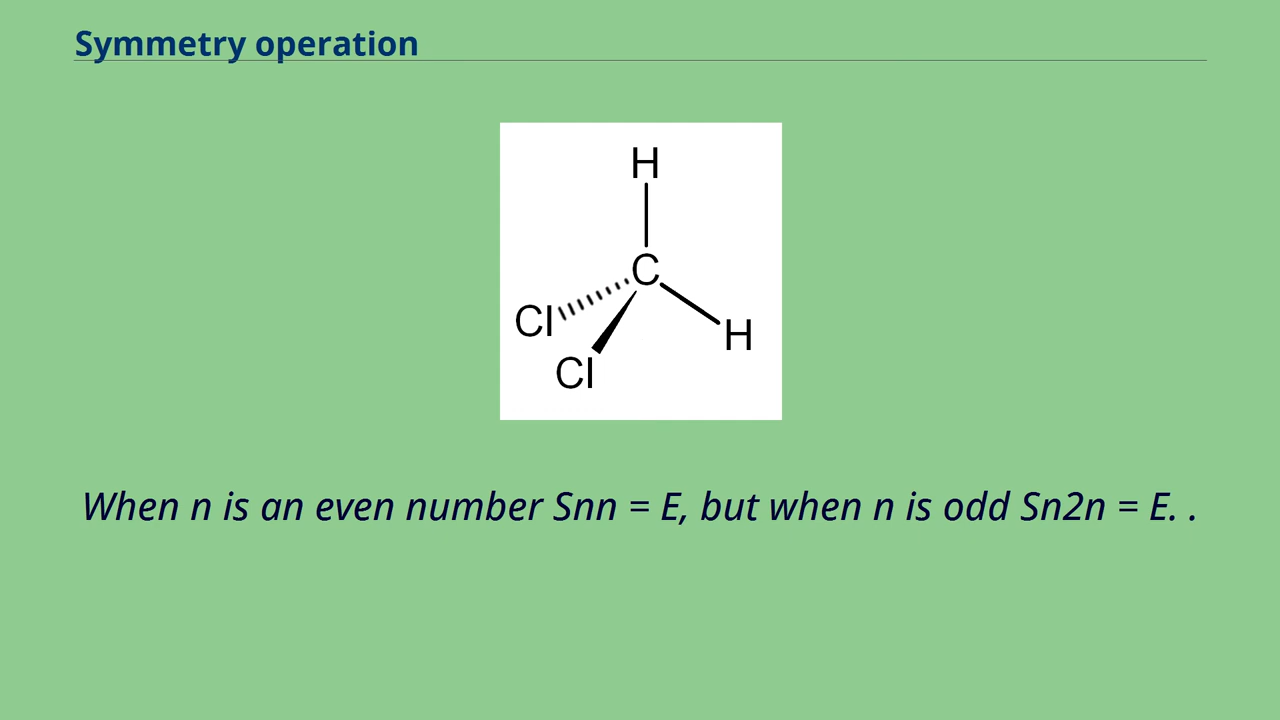 Symmetry operation
H
C
Cl
H
Cl
When n is an even number Snn = E, but when n is odd Sn2n = E. .